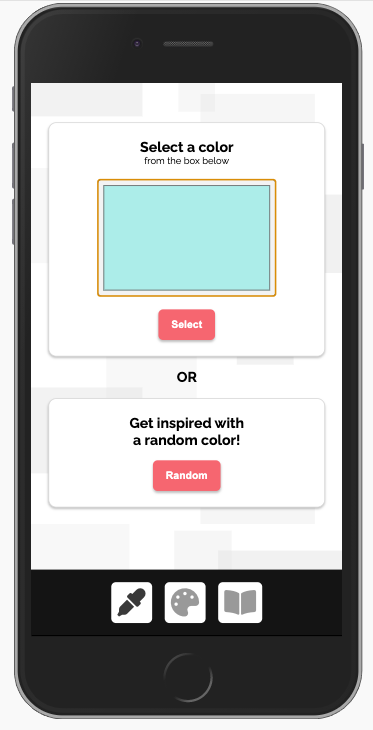 Select a color
from the box below
Select
OR
Get inspired with
a random color!
Random